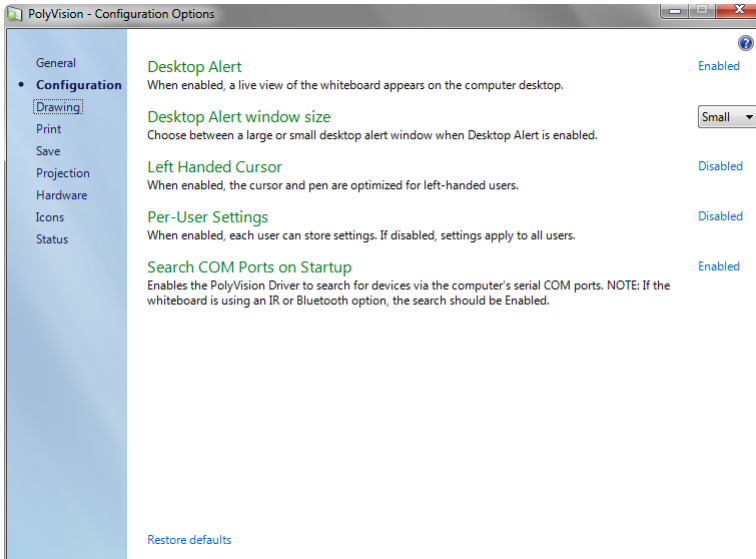 PolyVision - Configuration Options
General
Configuration
Drawing
Print
Save
Projection
Hardware
Icons
Status
Desktop Alert Enabled
When enabled, a live view of the whiteboard appears on the computer desktop.
Desktop Alert window size Small
Choose between a large or small desktop alert window when Desktop Alert is enabled.
Left Handed Cursor Disabled
When enabled, the cursor and pen are optimized for left-handed users.
Per-User Settings Disabled
When enabled, each user can store settings. If disabled, settings apply to all users.
Search COM Ports on Startup Enabled
Enables the PolyVision Driver to search for devices via the computer's serial COM ports. NOTE: If the
whiteboard is using an IR or Bluetooth option, the search should be Enabled.
Restore defaults